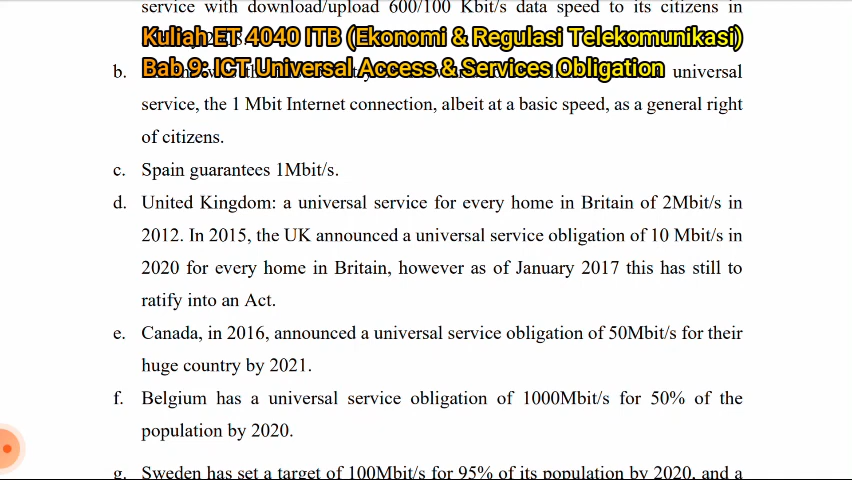 service with download/upload 600/100 Kbit/s data speed to its citizens in
Kuliah ET 4040 ITB (Ekonomi & Regulasi Telekomunikasi)
Bab 9: ICT Universal Access & Services Obligation
b. universal
service, the 1 Mbit Internet connection, albeit at a basic speed, as a general right
of citizens.
c. Spain guarantees 1Mbit/s.
d. United Kingdom: a universal service for every home in Britain of 2Mbit/s in
2012. In 2015, the UK announced a universal service obligation of 10 Mbit/s in
2020 for every home in Britain, however as of January 2017 this has still to
ratify into an Act.
e. Canada, in 2016, announced a universal service obligation of 50Mbit/s for their
huge country by 2021.
f. Belgium has a universal service obligation of 1000Mbit/s for 50% of the
population by 2020.
g. Sweden has set a target of 100Mbit/s for 95% of its population by 2020, and a